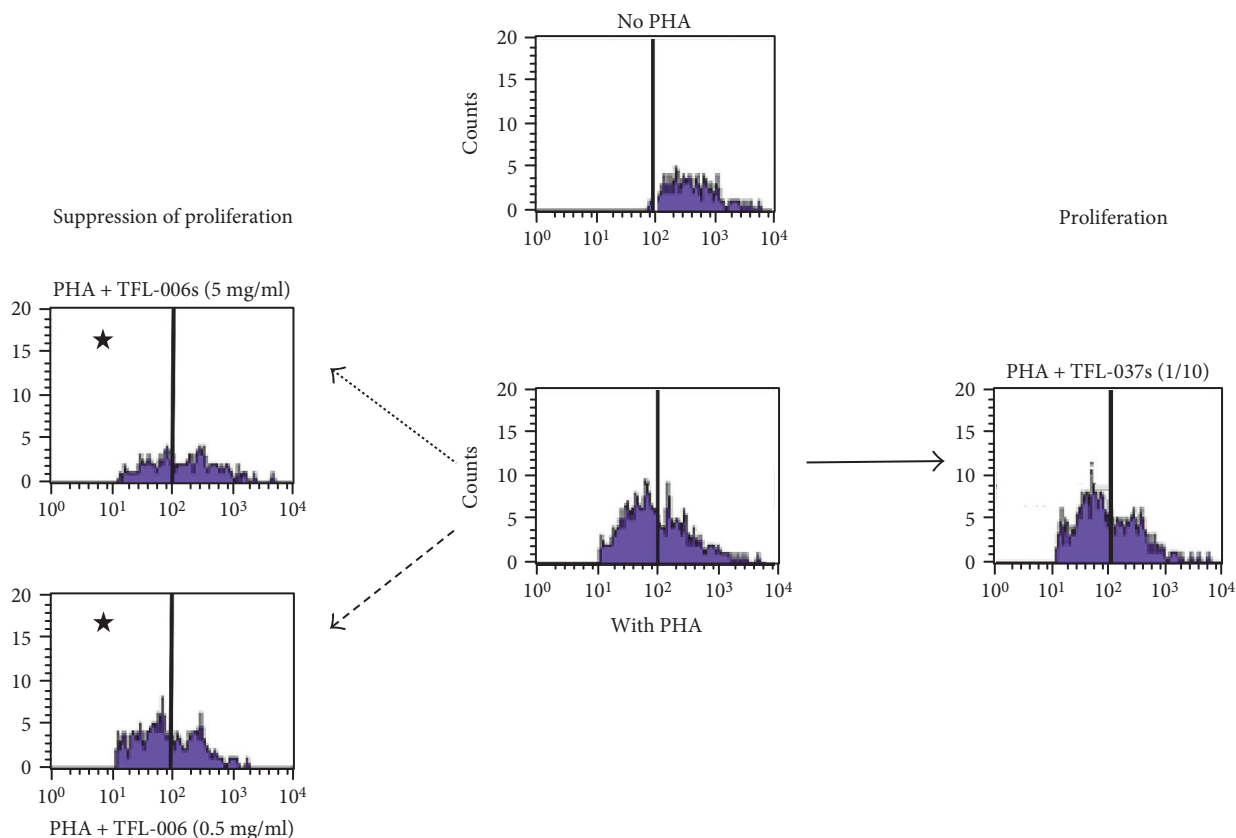 No PHA
20
15
10
5
0
Counts
10⁰ 10¹ 10² 10³ 10⁴
Suppression of proliferation
Proliferation
PHA + TFL-006s (5 mg/ml)
20
15
10
5
0
10⁰ 10¹ 10² 10³ 10⁴
20
15
10
5
0
Counts
10⁰ 10¹ 10² 10³ 10⁴
With PHA
PHA + TFL-037s (1/10)
20
15
10
5
0
10⁰ 10¹ 10² 10³ 10⁴
20
15
10
5
0
10⁰ 10¹ 10² 10³ 10⁴
PHA + TFL-006 (0.5 mg/ml)